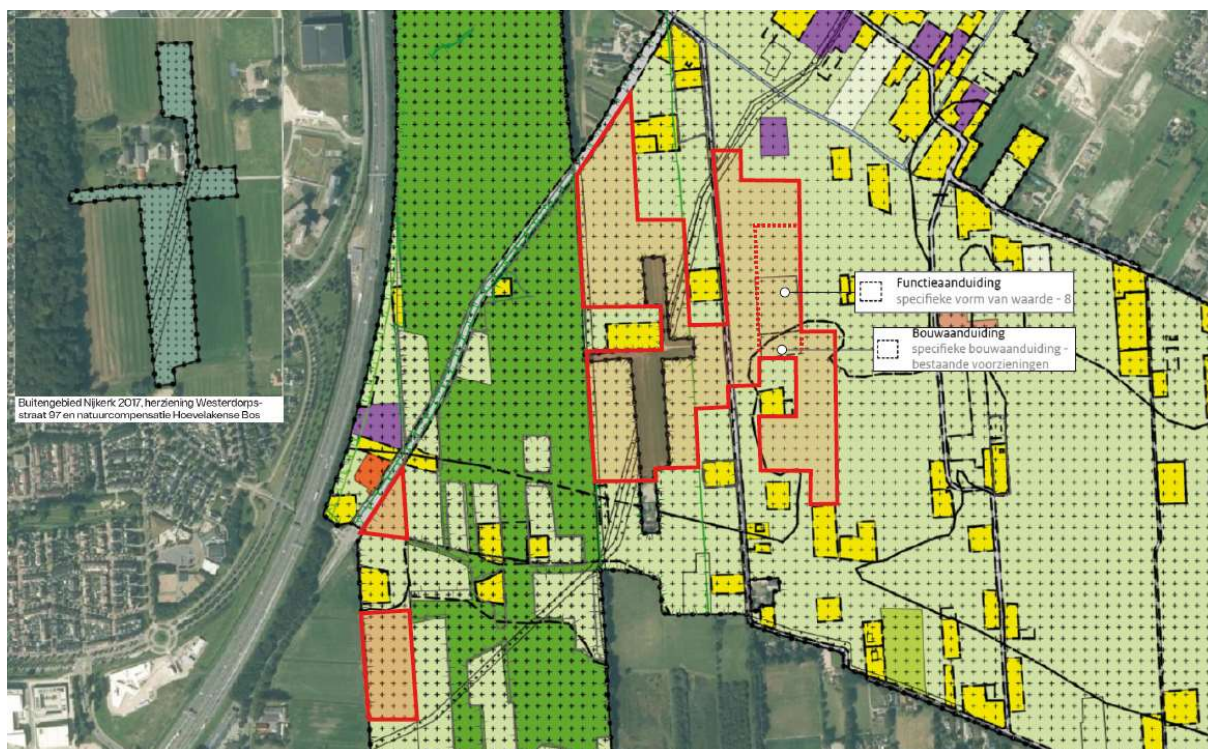 Functieaanduiding
specifieke vorm van waarde - 8
Bouwaanduiding
specifieke bouwaanduiding -
bestaande voorzieningen
Buitengebied Nijkerk 2017, herziening Westerdorps-
straat 97 en natuurcompensatie Hoevelakense Bos